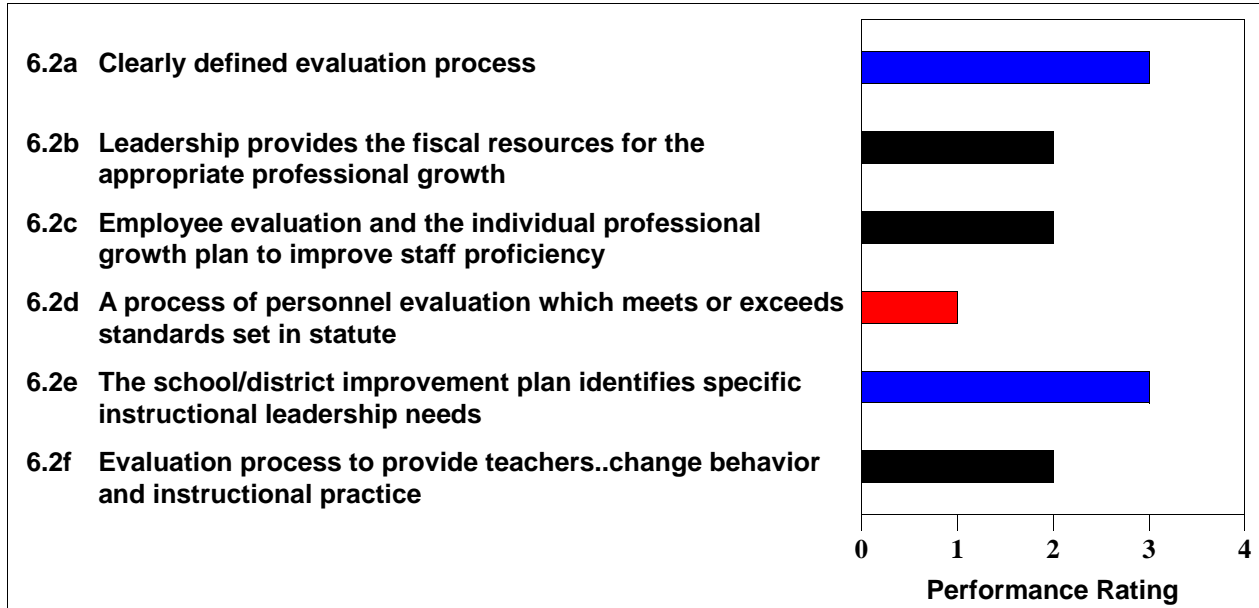 6.2a Clearly defined evaluation process
6.2b Leadership provides the fiscal resources for the
appropriate professional growth
6.2c Employee evaluation and the individual professional
growth plan to improve staff proficiency
6.2d A process of personnel evaluation which meets or exceeds
standards set in statute
6.2e The school/district improvement plan identifies specific
instructional leadership needs
6.2f Evaluation process to provide teachers..change behavior
and instructional practice
0 1 2 3 4
Performance Rating